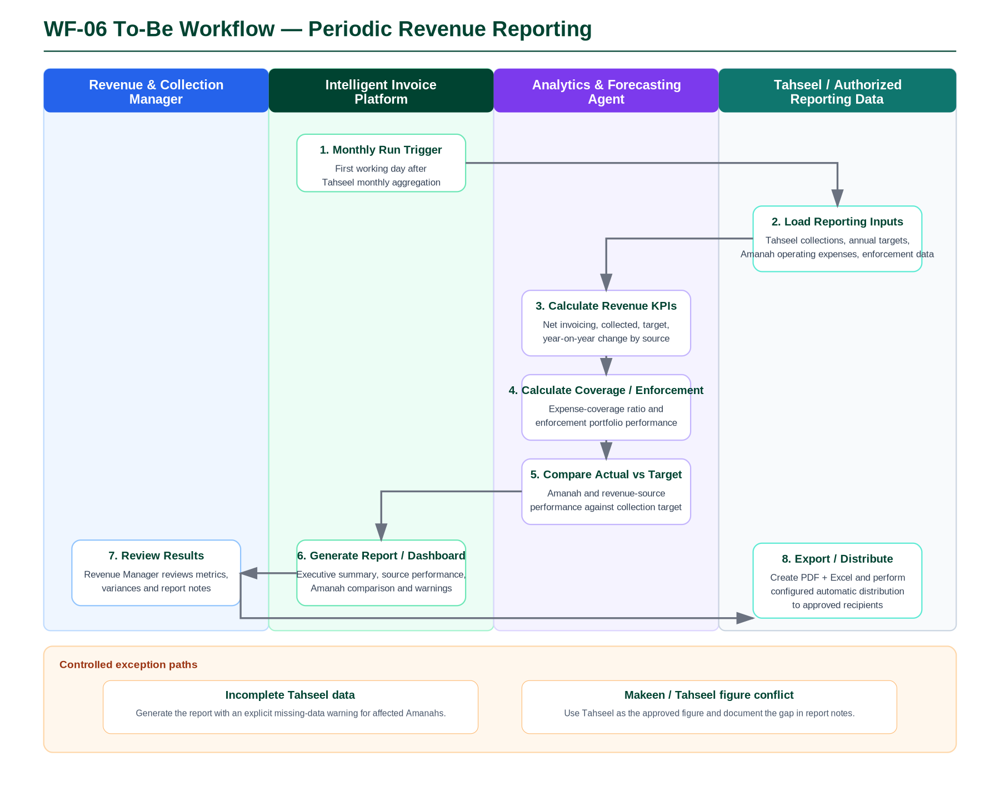 WF-06 To-Be Workflow — Periodic Revenue Reporting
Revenue & Collection
Manager
Intelligent Invoice
Platform
Analytics & Forecasting
Agent
Tahseel / Authorized
Reporting Data
1. Monthly Run Trigger
First working day after
Tahseel monthly aggregation
2. Load Reporting Inputs
Tahseel collections, annual targets,
Amanah operating expenses, enforcement data
3. Calculate Revenue KPIs
Net invoicing, collected, target,
year-on-year change by source
4. Calculate Coverage / Enforcement
Expense-coverage ratio and
enforcement portfolio performance
5. Compare Actual vs Target
Amanah and revenue-source
performance against collection target
6. Generate Report / Dashboard
Executive summary, source performance,
Amanah comparison and warnings
7. Review Results
Revenue Manager reviews metrics,
variances and report notes
8. Export / Distribute
Create PDF + Excel and perform
configured automatic distribution
to approved recipients
Controlled exception paths
Incomplete Tahseel data
Generate the report with an explicit missing-data warning for affected Amanahs.
Makeen / Tahseel figure conflict
Use Tahseel as the approved figure and document the gap in report notes.